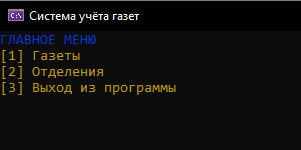 Система учёта газет
ГЛАВНОЕ МЕНЮ
[1] Газеты
[2] Отделения
[3] Выход из программы